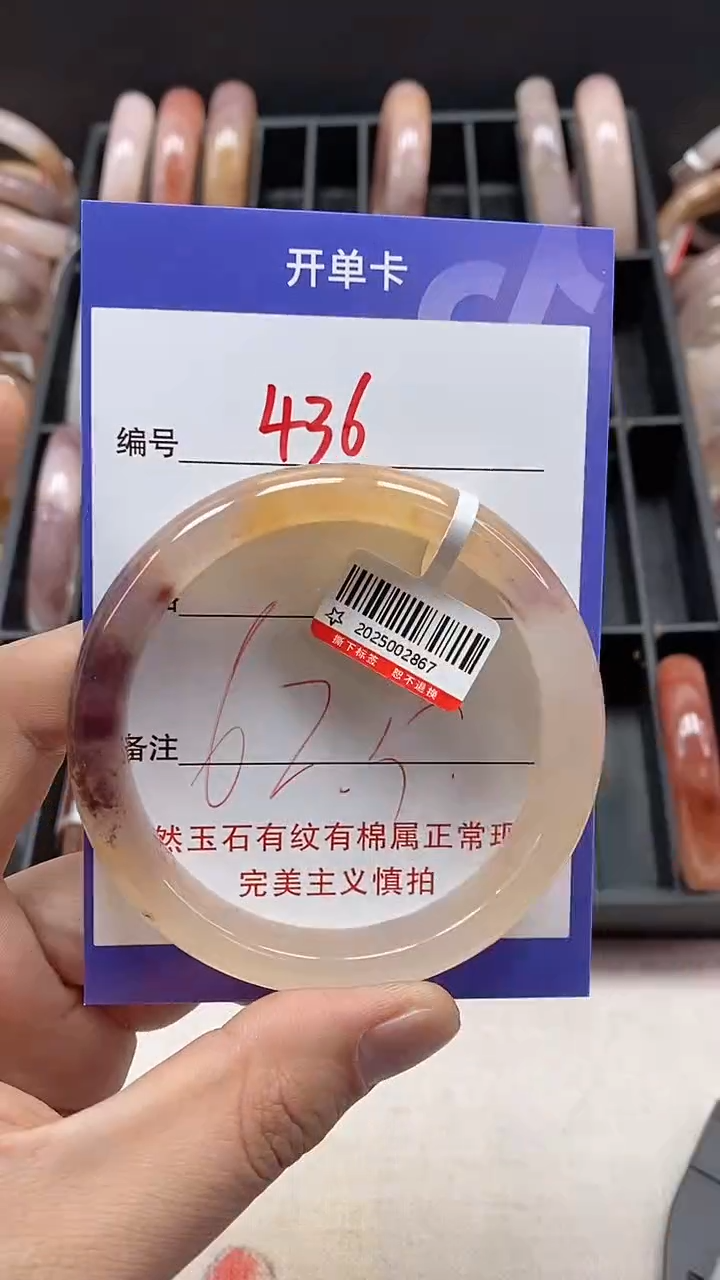 开单卡
编号 436
2025002867
撕下标签 恕不退换
备注 62.5
然玉石有纹有棉属正常现
完美主义慎拍